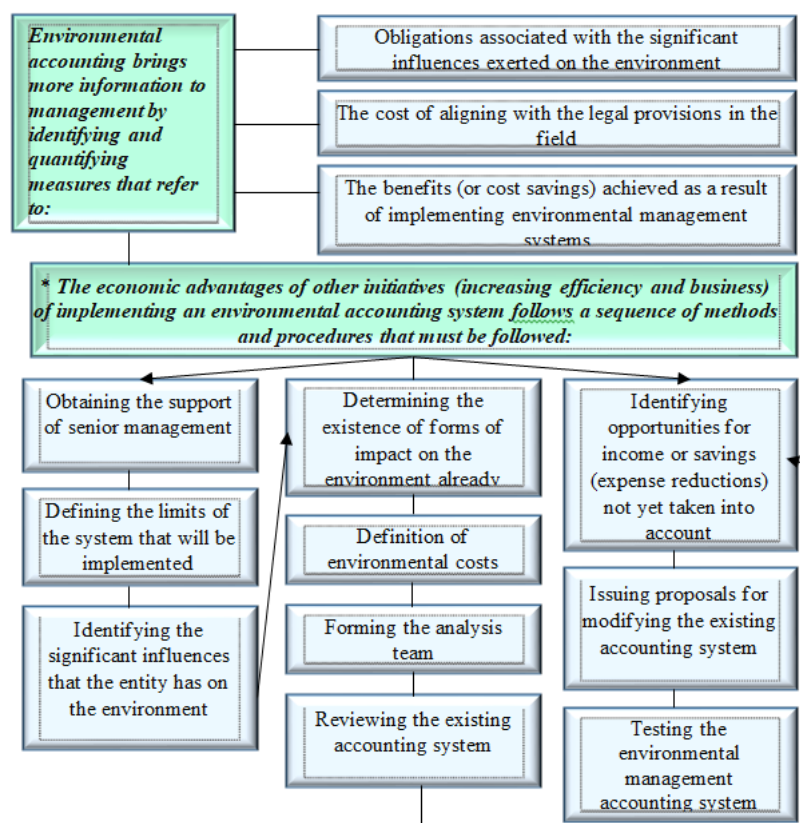 Environmental
accounting brings
more information to
management by
identifying and
quantifying
measures that refer
to:
Obligations associated with the significant
influences exerted on the environment
The cost of aligning with the legal provisions in the
field
The benefits (or cost savings) achieved as a result
of implementing environmental management
systems
* The economic advantages of other initiatives (increasing efficiency and business)
of implementing an environmental accounting system follows a sequence of methods
and procedures that must be followed:
Obtaining the support
of senior management
Defining the limits of
the system that will be
implemented
Identifying the
significant influences
that the entity has on
the environment
Determining the
existence of forms of
impact on the
environment already
Definition of
environmental costs
Forming the analysis
team
Reviewing the existing
accounting system
Identifying
opportunities for
income or savings
(expense reductions)
not yet taken into
account
Issuing proposals for
modifying the existing
accounting system
Testing the
environmental
management
accounting system